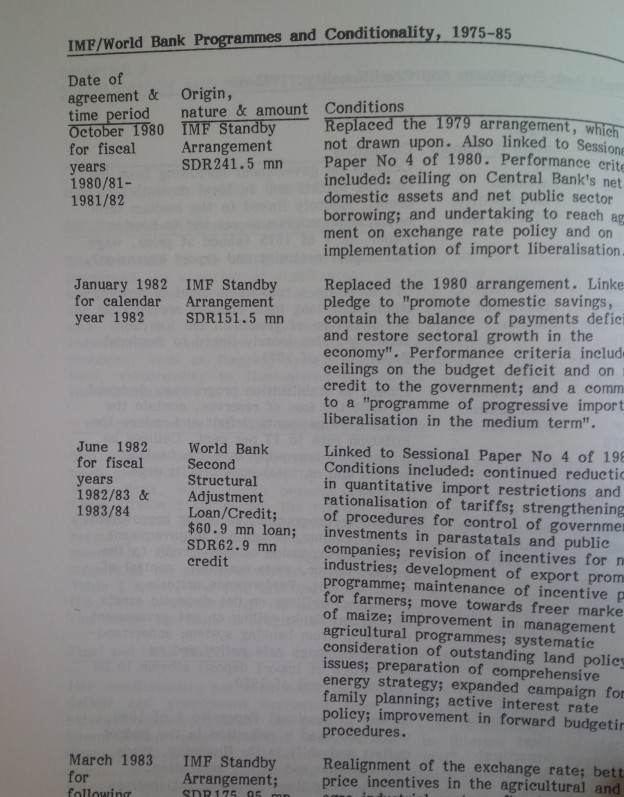 IMF/World Bank Programmes and Conditionality, 1975-85
Date of
agreement &
time period
Origin,
nature & amount
Conditions
October 1980
for fiscal
years
1980/81-
1981/82
IMF Standby
Arrangement
SDR241.5 mn
Replaced the 1979 arrangement, which
not drawn upon. Also linked to Session
Paper No 4 of 1980. Performance crite
included: ceiling on Central Bank's net
domestic assets and net public sector
borrowing; and undertaking to reach ag
ment on exchange rate policy and on
implementation of import liberalisation.
January 1982
for calendar
year 1982
IMF Standby
Arrangement
SDR151.5 mn
Replaced the 1980 arrangement. Linke
pledge to "promote domestic savings,
contain the balance of payments defici
and restore sectoral growth in the
economy". Performance criteria includ
ceilings on the budget deficit and on
credit to the government; and a comm
to a "programme of progressive import
liberalisation in the medium term".
June 1982
for fiscal
years
1982/83 &
1983/84
World Bank
Second
Structural
Adjustment
Loan/Credit;
$60.9 mn loan;
SDR62.9 mn
credit
Linked to Sessional Paper No 4 of 198
Conditions included: continued reductio
in quantitative import restrictions and
rationalisation of tariffs; strengthening
of procedures for control of governme
investments in parastatals and public
companies; revision of incentives for n
industries; development of export prom
programme; maintenance of incentive p
for farmers; move towards freer marke
of maize; improvement in management
agricultural programmes; systematic
consideration of outstanding land policy
issues; preparation of comprehensive
energy strategy; expanded campaign for
family planning; active interest rate
policy; improvement in forward budgetin
procedures.
March 1983
for
following
IMF Standby
Arrangement;
SDR175.95 mn
Realignment of the exchange rate; bett
price incentives in the agricultural and